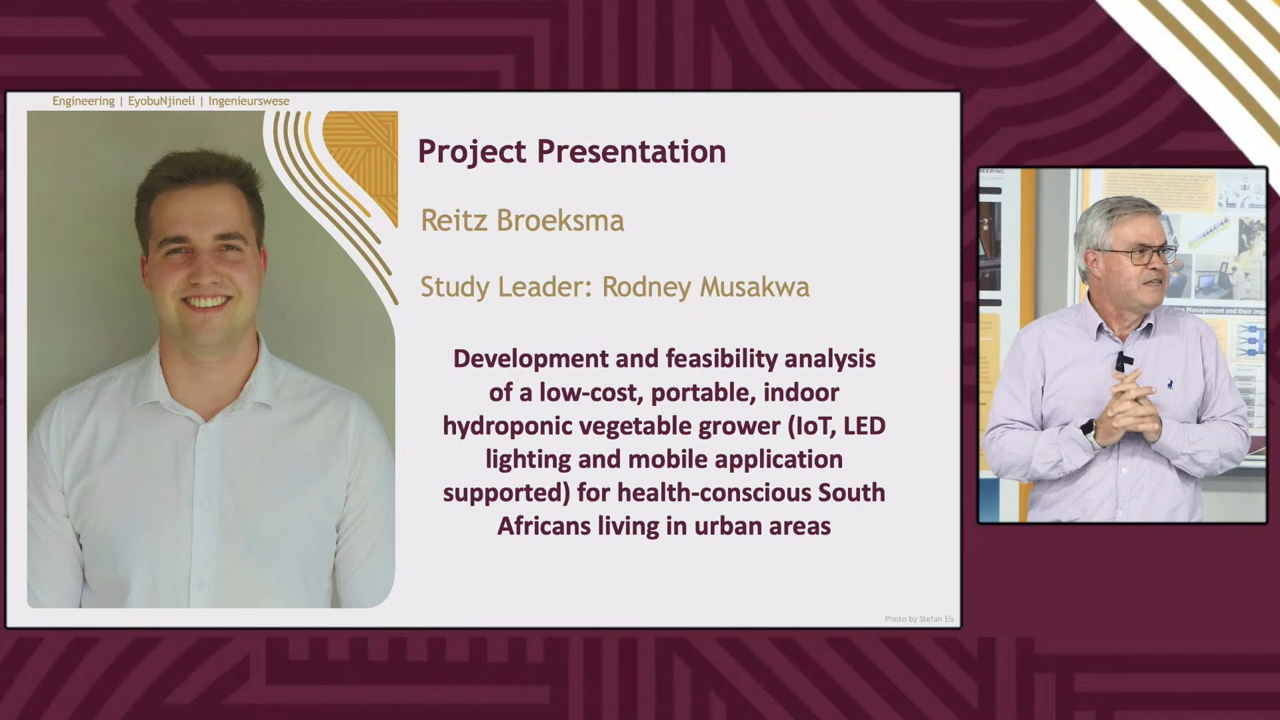 Engineering | EyobuNjineli | Ingenieurswese
Project Presentation
Reitz Broeksma
Study Leader: Rodney Musakwa
Development and feasibility analysis
of a low-cost, portable, indoor
hydroponic vegetable grower (IoT, LED
lighting and mobile application
supported) for health-conscious South
Africans living in urban areas
Photo by Stefan Els